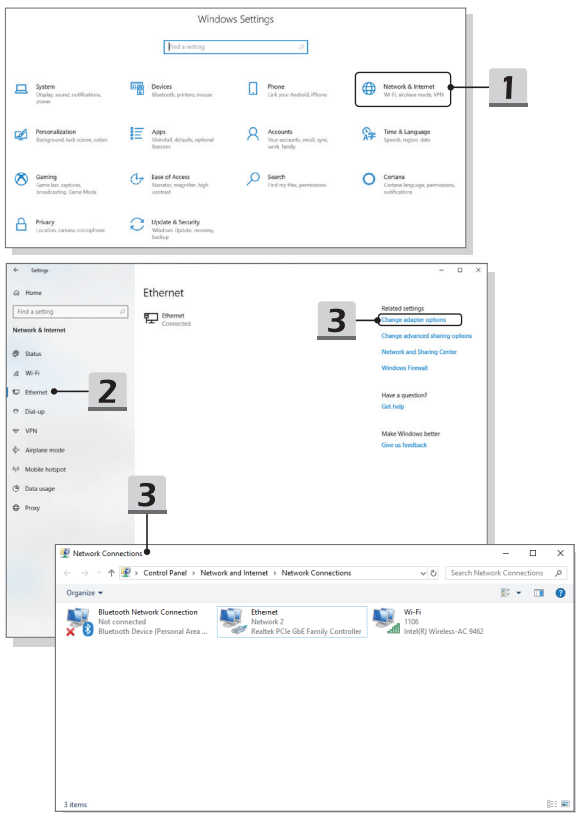 Windows Settings
Find a setting
System
Display, sound, notifications,
power
Devices
Bluetooth, printers, mouse
Phone
Link your Android, iPhone
Network & Internet
Wi-Fi, airplane mode, VPN
1
Personalization
Background, lock screen, colors
Apps
Uninstall, defaults, optional
features
Accounts
Your accounts, email, sync,
work, family
Time & Language
Speech, region, date
Gaming
Game bar, captures,
broadcasting, Game Mode
Ease of Access
Narrator, magnifier, high
contrast
Search
Find my files, permissions
Cortana
Cortana language, permissions,
notifications
Privacy
Location, camera, microphone
Update & Security
Windows Update, recovery,
backup
Settings
Home
Find a setting
Network & Internet
Status
Wi-Fi
Ethernet
2
Dial-up
VPN
Airplane mode
Mobile hotspot
Data usage
Proxy
Ethernet
Ethernet
Connected
3
Related settings
Change adapter options
Change advanced sharing options
Network and Sharing Center
Windows Firewall
Have a question?
Get help
Make Windows better
Give us feedback
3
Network Connections
Control Panel › Network and Internet › Network Connections
Search Network Connections
Organize
Bluetooth Network Connection
Not connected
Bluetooth Device (Personal Area ...
Ethernet
Network 2
Realtek PCIe GbE Family Controller
Wi-Fi
1106
Intel(R) Wireless-AC 9462
3 items